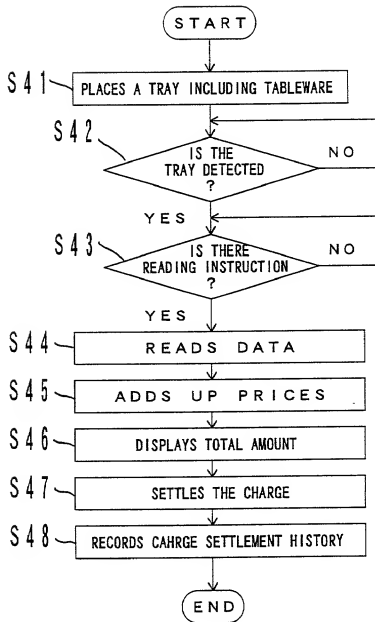 START
S41
PLACES A TRAY INCLUDING TABLEWARE
S42
IS THE
TRAY DETECTED
?
NO
YES
S43
IS THERE
READING INSTRUCTION
?
NO
YES
S44
READS DATA
S45
ADDS UP PRICES
S46
DISPLAYS TOTAL AMOUNT
S47
SETTLES THE CHARGE
S48
RECORDS CAHRGE SETTLEMENT HISTORY
END